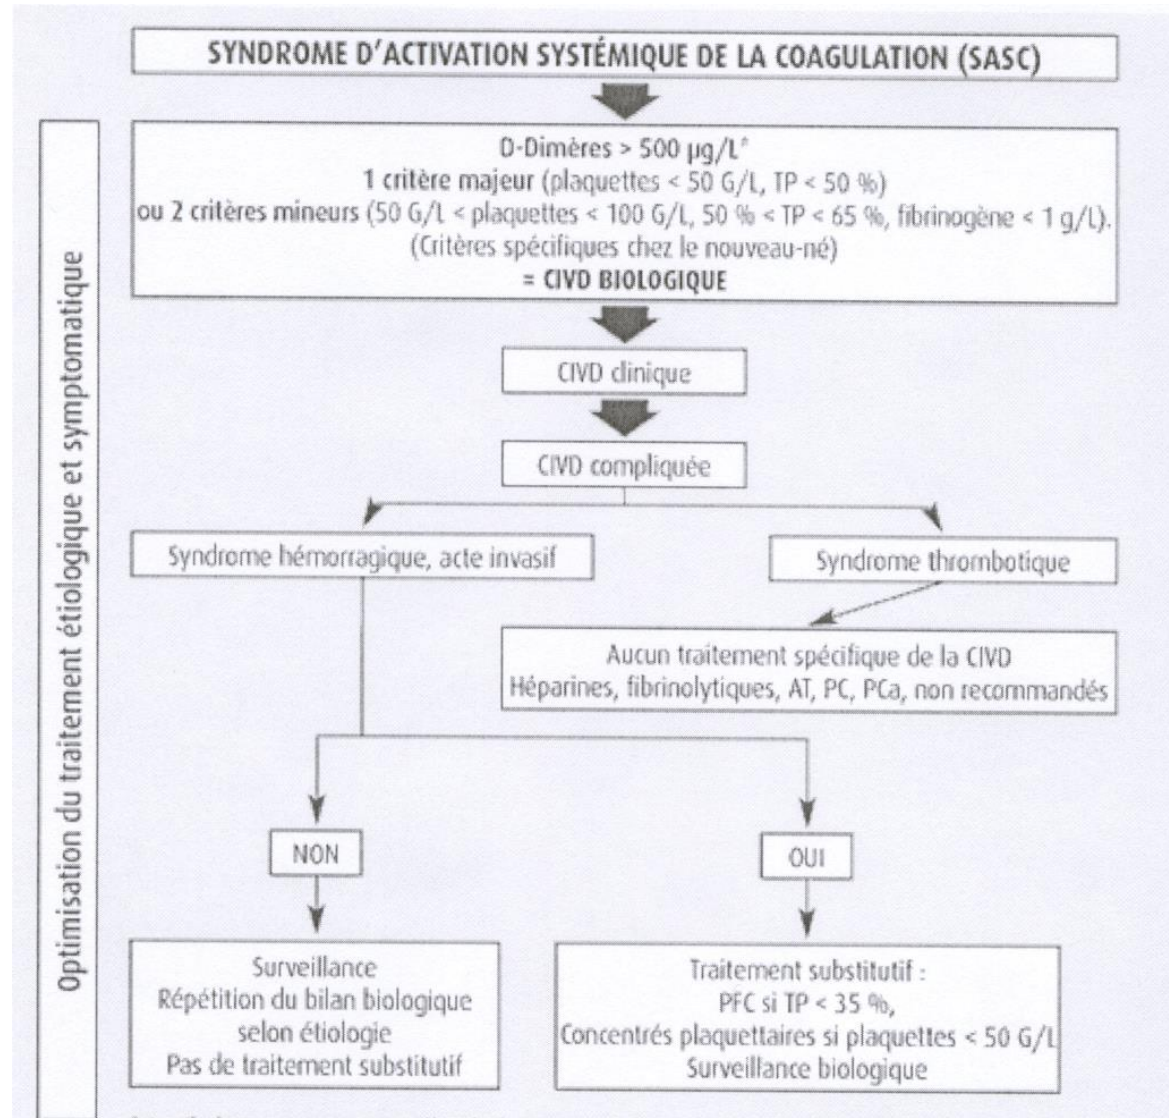 SYNDROME D'ACTIVATION SYSTÉMIQUE DE LA COAGULATION (SASC)
Optimisation du traitement étiologique et symptomatique
D-Dimères > 500 µg/L*
1 critère majeur (plaquettes < 50 G/L, TP < 50 %)
ou 2 critères mineurs (50 G/L < plaquettes < 100 G/L, 50 % < TP < 65 %, fibrinogène < 1 g/L).
(Critères spécifiques chez le nouveau-né)
= CIVD BIOLOGIQUE
CIVD clinique
CIVD compliquée
Syndrome hémorragique, acte invasif
Syndrome thrombotique
Aucun traitement spécifique de la CIVD
Héparines, fibrinolytiques, AT, PC, PCa, non recommandés
NON
OUI
Surveillance
Répétition du bilan biologique
selon étiologie
Pas de traitement substitutif
Traitement substitutif :
PFC si TP < 35 %,
Concentrés plaquettaires si plaquettes < 50 G/L
Surveillance biologique